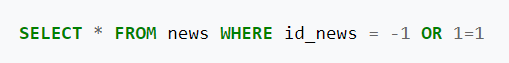 SELECT * FROM news WHERE id_news = -1 OR 1=1